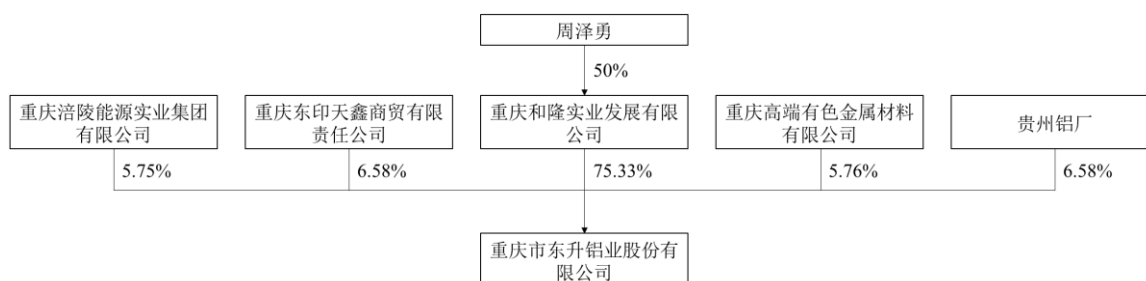 周泽勇
50%
重庆涪陵能源实业集团
有限公司
重庆东印天鑫商贸有限
责任公司
重庆和隆实业发展有限
公司
重庆高端有色金属材料
有限公司
贵州铝厂
5.75%
6.58%
75.33%
5.76%
6.58%
重庆市东升铝业股份有
限公司